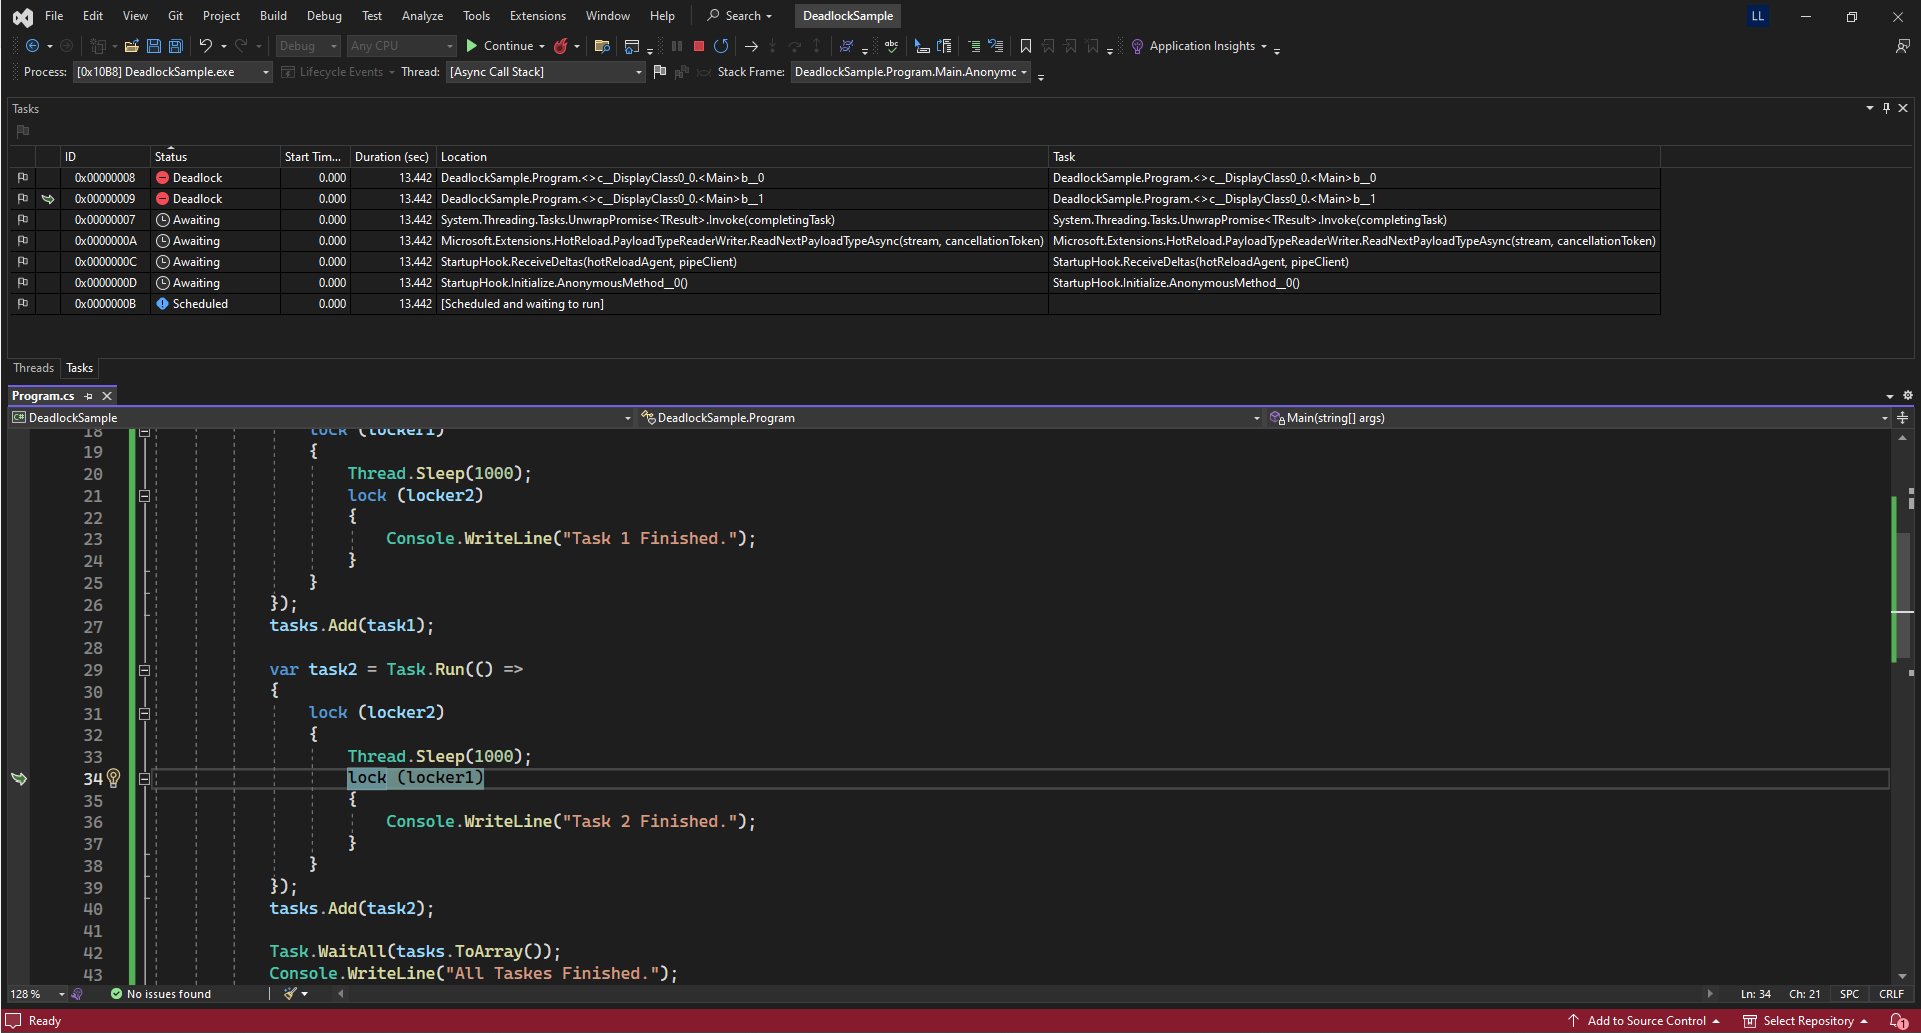 File Edit View Git Project Build Debug Test Analyze Tools Extensions Window Help Search DeadlockSample LL
Debug Any CPU Continue Application Insights
Process: [0x10B8] DeadlockSample.exe Lifecycle Events Thread: [Async Call Stack] Stack Frame: DeadlockSample.Program.Main.Anonymc
Tasks
ID Status Start Tim... Duration (sec) Location Task
0x00000008 Deadlock 0.000 13.442 DeadlockSample.Program.<>c__DisplayClass0_0.<Main>b__0 DeadlockSample.Program.<>c__DisplayClass0_0.<Main>b__0
0x00000009 Deadlock 0.000 13.442 DeadlockSample.Program.<>c__DisplayClass0_0.<Main>b__1 DeadlockSample.Program.<>c__DisplayClass0_0.<Main>b__1
0x00000007 Awaiting 0.000 13.442 System.Threading.Tasks.UnwrapPromise<TResult>.Invoke(completingTask) System.Threading.Tasks.UnwrapPromise<TResult>.Invoke(completingTask)
0x0000000A Awaiting 0.000 13.442 Microsoft.Extensions.HotReload.PayloadTypeReaderWriter.ReadNextPayloadTypeAsync(stream, cancellationToken) Microsoft.Extensions.HotReload.PayloadTypeReaderWriter.ReadNextPayloadTypeAsync(stream, cancellationToken)
0x0000000C Awaiting 0.000 13.442 StartupHook.ReceiveDeltas(hotReloadAgent, pipeClient) StartupHook.ReceiveDeltas(hotReloadAgent, pipeClient)
0x0000000D Awaiting 0.000 13.442 StartupHook.Initialize.AnonymousMethod__0() StartupHook.Initialize.AnonymousMethod__0()
0x0000000B Scheduled 0.000 13.442 [Scheduled and waiting to run]
Threads Tasks
Program.cs
C# DeadlockSample DeadlockSample.Program Main(string[] args)
18 lock (locker1)
19 {
20 Thread.Sleep(1000);
21 lock (locker2)
22 {
23 Console.WriteLine("Task 1 Finished.");
24 }
25 }
26 });
27 tasks.Add(task1);
28
29 var task2 = Task.Run(() =>
30 {
31 lock (locker2)
32 {
33 Thread.Sleep(1000);
34 lock (locker1)
35 {
36 Console.WriteLine("Task 2 Finished.");
37 }
38 }
39 });
40 tasks.Add(task2);
41
42 Task.WaitAll(tasks.ToArray());
43 Console.WriteLine("All Taskes Finished.");
128 % No issues found Ln: 34 Ch: 21 SPC CRLF
Ready Add to Source Control Select Repository 1